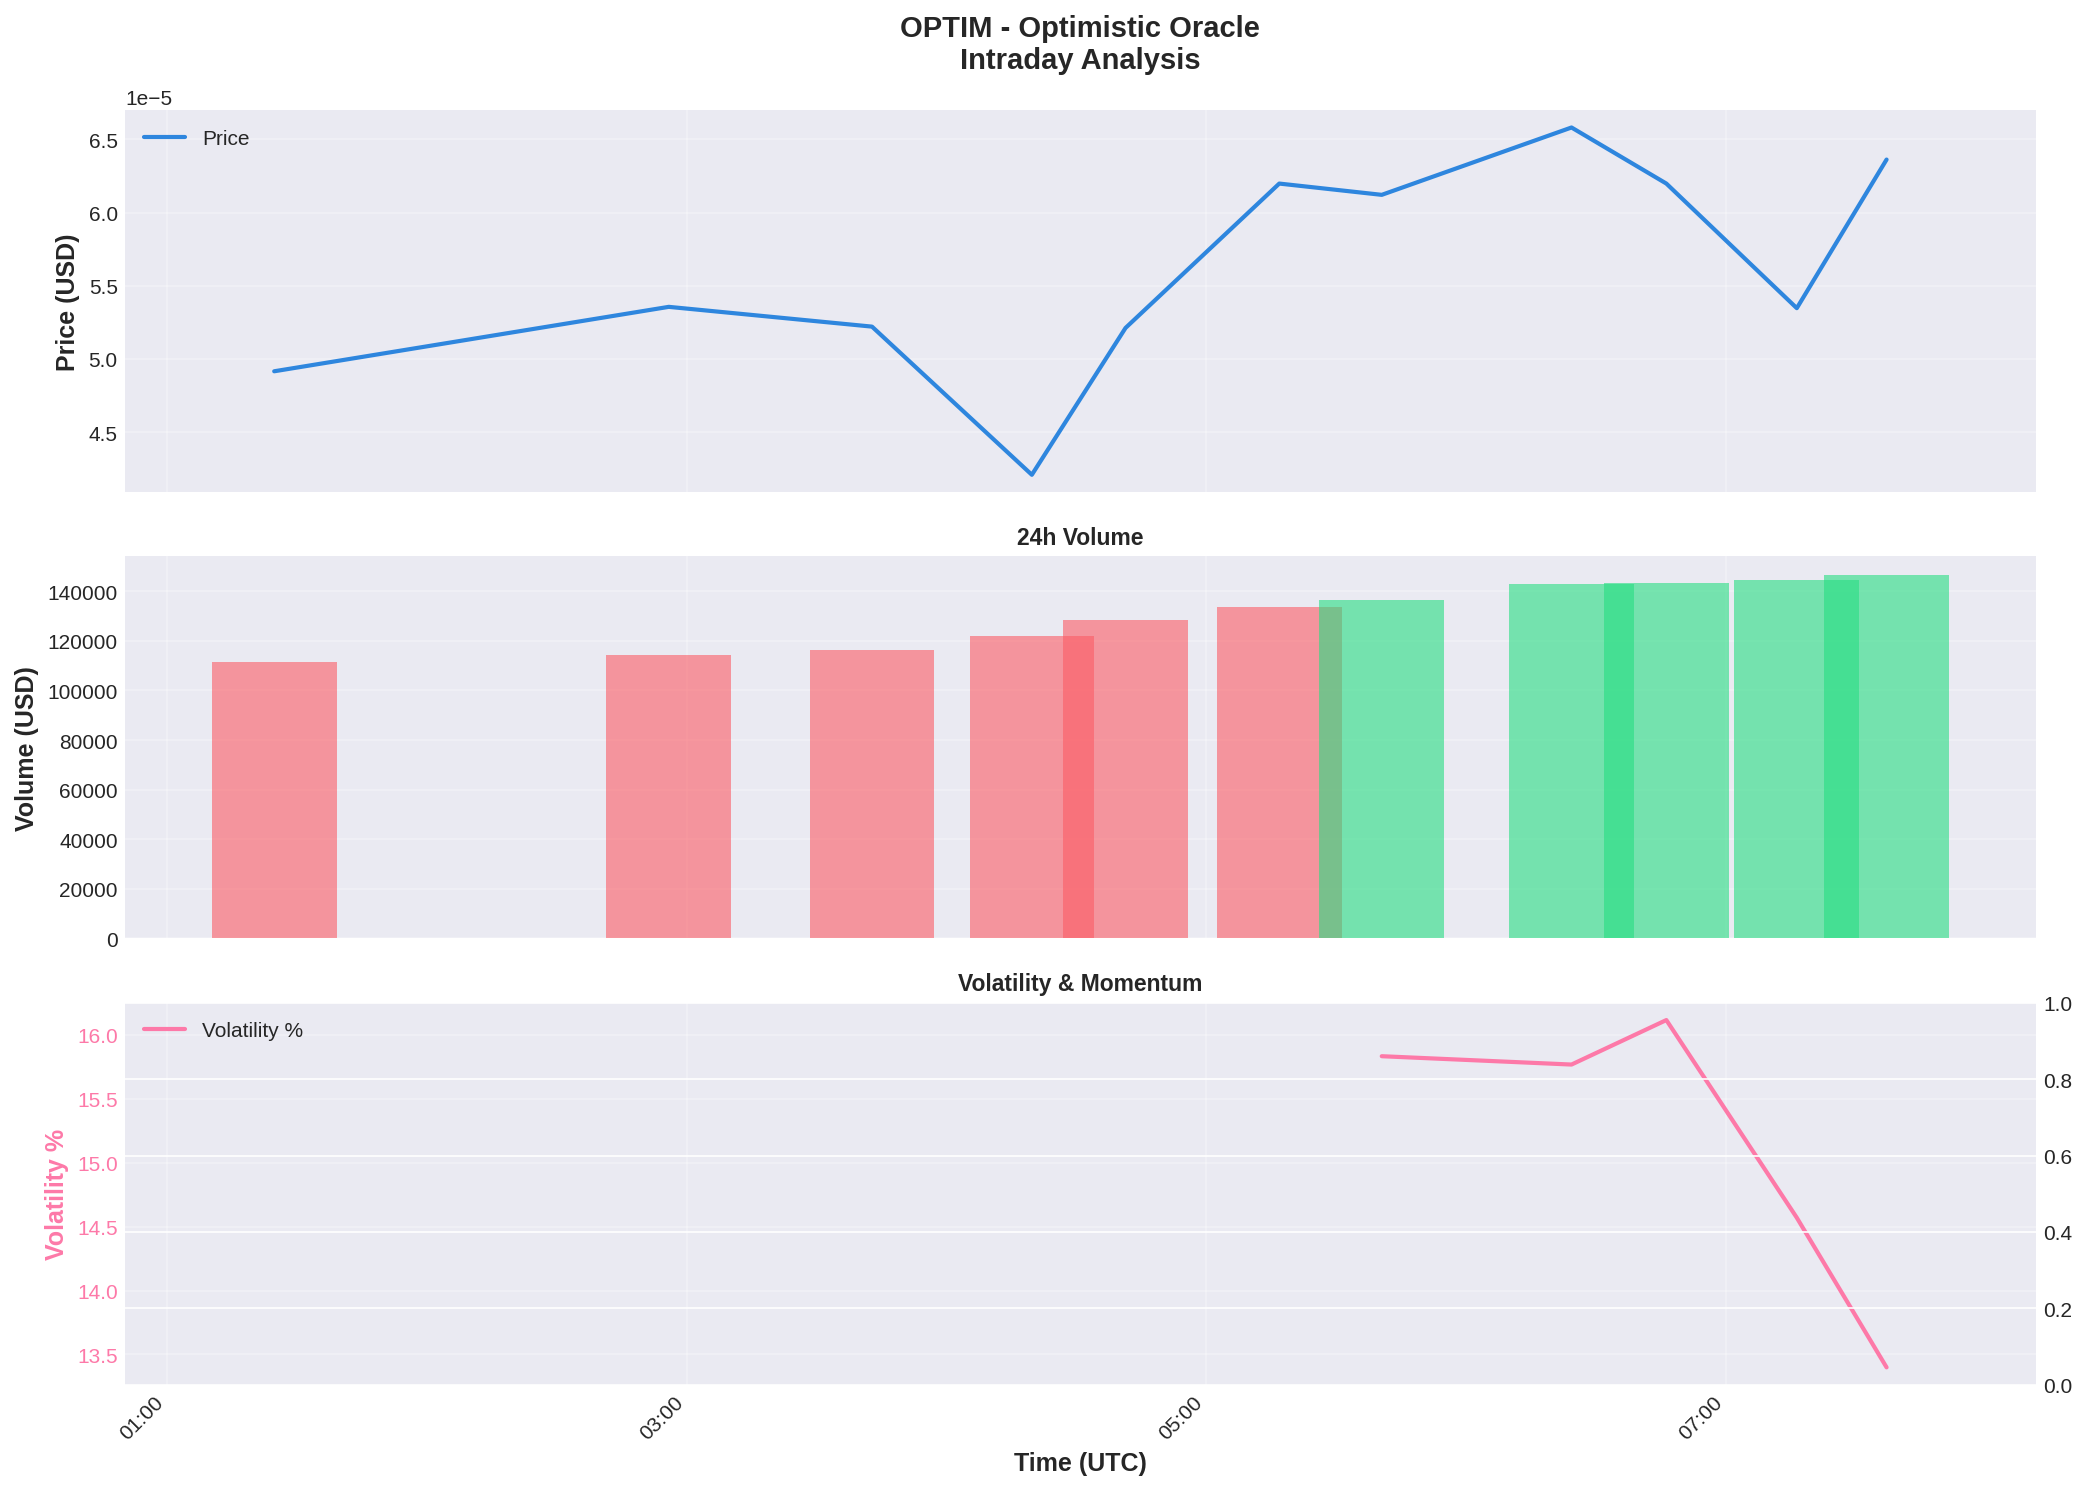 OPTIM - Optimistic Oracle
Intraday Analysis
1e−5
Price
6.5
6.0
5.5
5.0
4.5
Price (USD)
24h Volume
140000
120000
100000
80000
60000
40000
20000
0
Volume (USD)
Volatility & Momentum
Volatility %
16.0
15.5
15.0
14.5
14.0
13.5
Volatility %
1.0
0.8
0.6
0.4
0.2
0.0
01:00
03:00
05:00
07:00
Time (UTC)